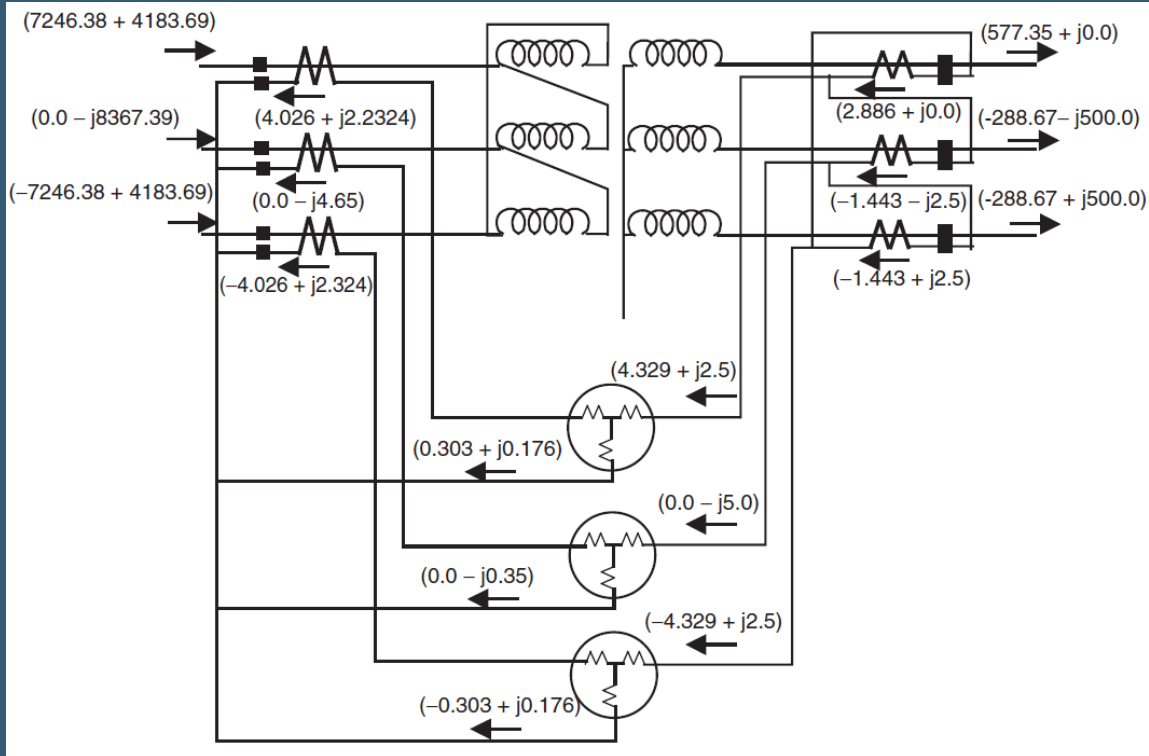 (7246.38 + 4183.69)
(577.35 + j0.0)
(4.026 + j2.2324)
(2.886 + j0.0)
(0.0 – j8367.39)
(-288.67– j500.0)
(0.0 – j4.65)
(–1.443 – j2.5)
(–7246.38 + 4183.69)
(-288.67 + j500.0)
(–4.026 + j2.324)
(–1.443 + j2.5)
(4.329 + j2.5)
(0.303 + j0.176)
(0.0 – j5.0)
(0.0 – j0.35)
(–4.329 + j2.5)
(–0.303 + j0.176)